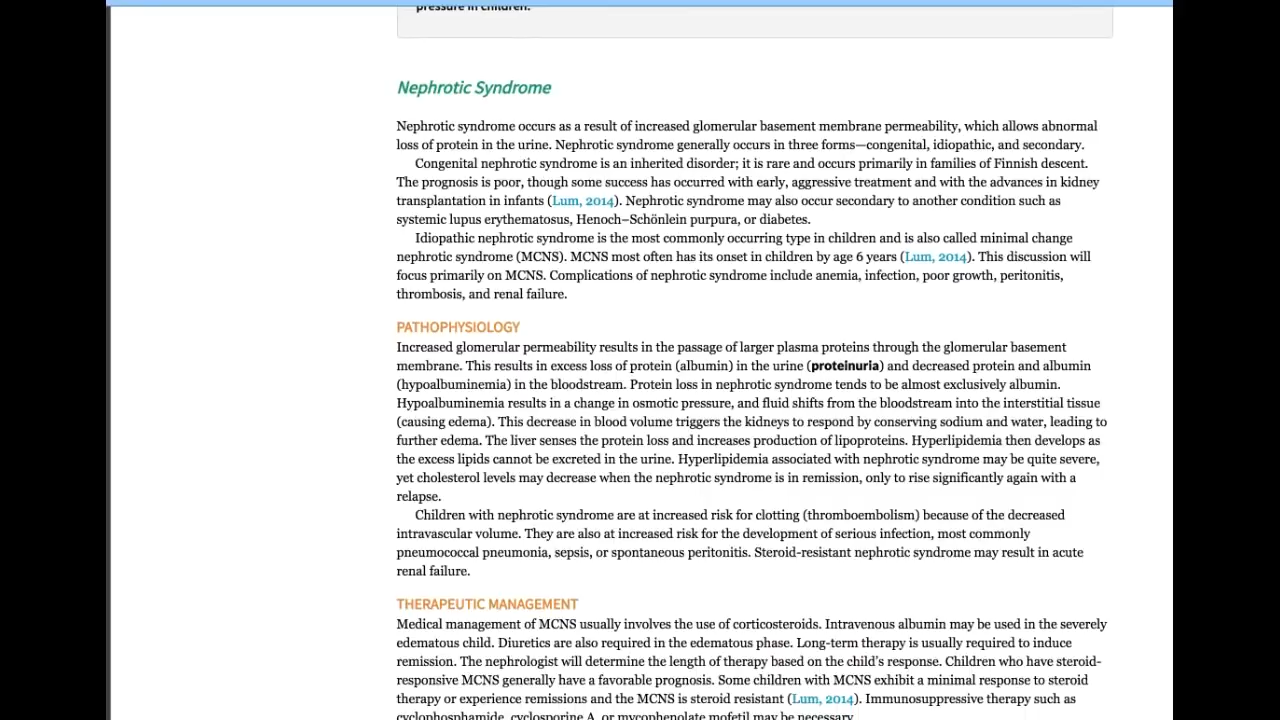 pressure in children.
Nephrotic Syndrome
Nephrotic syndrome occurs as a result of increased glomerular basement membrane permeability, which allows abnormal
loss of protein in the urine. Nephrotic syndrome generally occurs in three forms—congenital, idiopathic, and secondary.
Congenital nephrotic syndrome is an inherited disorder; it is rare and occurs primarily in families of Finnish descent.
The prognosis is poor, though some success has occurred with early, aggressive treatment and with the advances in kidney
transplantation in infants (Lum, 2014). Nephrotic syndrome may also occur secondary to another condition such as
systemic lupus erythematosus, Henoch–Schönlein purpura, or diabetes.
Idiopathic nephrotic syndrome is the most commonly occurring type in children and is also called minimal change
nephrotic syndrome (MCNS). MCNS most often has its onset in children by age 6 years (Lum, 2014). This discussion will
focus primarily on MCNS. Complications of nephrotic syndrome include anemia, infection, poor growth, peritonitis,
thrombosis, and renal failure.
PATHOPHYSIOLOGY
Increased glomerular permeability results in the passage of larger plasma proteins through the glomerular basement
membrane. This results in excess loss of protein (albumin) in the urine (proteinuria) and decreased protein and albumin
(hypoalbuminemia) in the bloodstream. Protein loss in nephrotic syndrome tends to be almost exclusively albumin.
Hypoalbuminemia results in a change in osmotic pressure, and fluid shifts from the bloodstream into the interstitial tissue
(causing edema). This decrease in blood volume triggers the kidneys to respond by conserving sodium and water, leading to
further edema. The liver senses the protein loss and increases production of lipoproteins. Hyperlipidemia then develops as
the excess lipids cannot be excreted in the urine. Hyperlipidemia associated with nephrotic syndrome may be quite severe,
yet cholesterol levels may decrease when the nephrotic syndrome is in remission, only to rise significantly again with a
relapse.
Children with nephrotic syndrome are at increased risk for clotting (thromboembolism) because of the decreased
intravascular volume. They are also at increased risk for the development of serious infection, most commonly
pneumococcal pneumonia, sepsis, or spontaneous peritonitis. Steroid-resistant nephrotic syndrome may result in acute
renal failure.
THERAPEUTIC MANAGEMENT
Medical management of MCNS usually involves the use of corticosteroids. Intravenous albumin may be used in the severely
edematous child. Diuretics are also required in the edematous phase. Long-term therapy is usually required to induce
remission. The nephrologist will determine the length of therapy based on the child's response. Children who have steroid-
responsive MCNS generally have a favorable prognosis. Some children with MCNS exhibit a minimal response to steroid
therapy or experience remissions and the MCNS is steroid resistant (Lum, 2014). Immunosuppressive therapy such as
cyclophosphamide, cyclosporine A, or mycophenolate mofetil may be necessary.